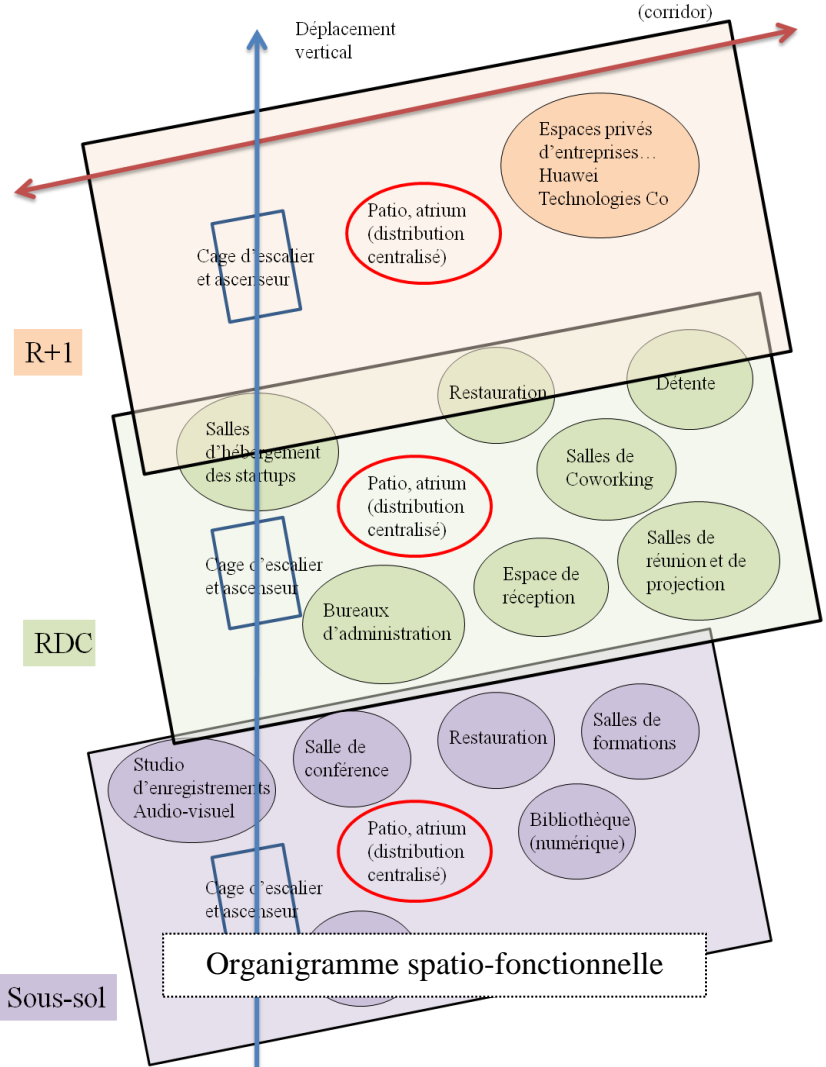 (corridor)
Déplacement
vertical
Espaces privés
d’entreprises…
Huawei
Technologies Co
Patio, atrium
(distribution
centralisé)
Cage d’escalier
et ascenseur
R+1
Restauration
Détente
Salles
d’hébergement
des startups
Salles de
Coworking
Patio, atrium
(distribution
centralisé)
Salles de
réunion et de
projection
Cage d’escalier
et ascenseur
Espace de
réception
Bureaux
d’administration
RDC
Salles de
formations
Restauration
Salle de
conférence
Studio
d’enregistrements
Audio-visuel
Bibliothèque
(numérique)
Patio, atrium
(distribution
centralisé)
Cage d’escalier
et ascenseur
Organigramme spatio-fonctionnelle
Sous-sol